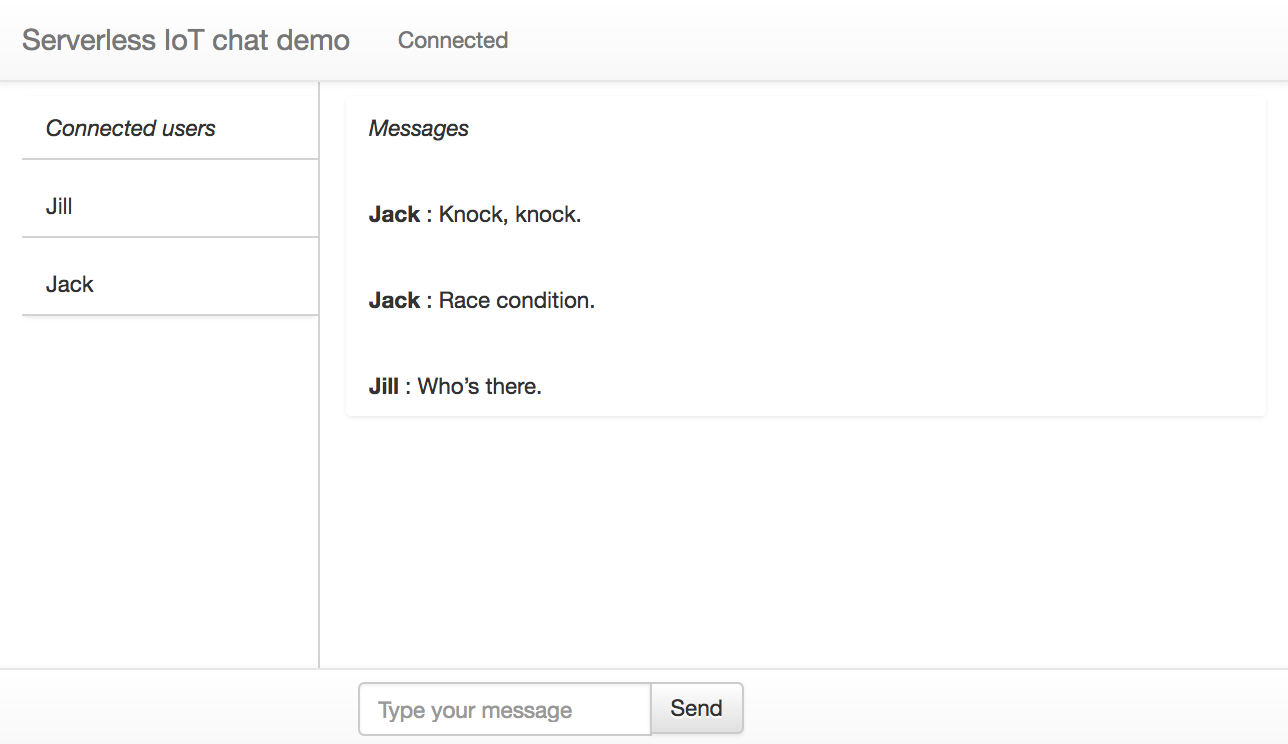 Serverless IoT chat demo Connected
Connected users
Jill
Jack
Messages
Jack : Knock, knock.
Jack : Race condition.
Jill : Who’s there.
Type your message Send